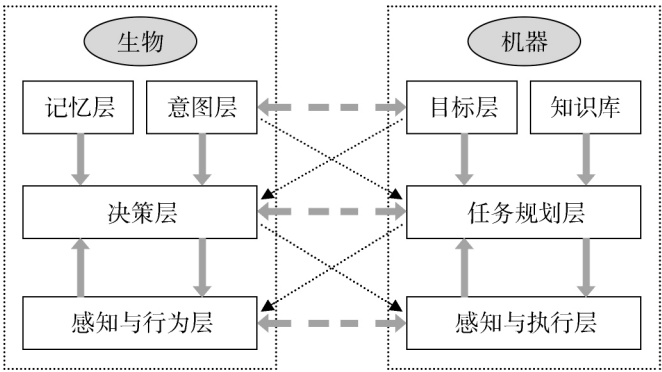 生物
机器
记忆层
意图层
目标层
知识库
决策层
任务规划层
感知与行为层
感知与执行层